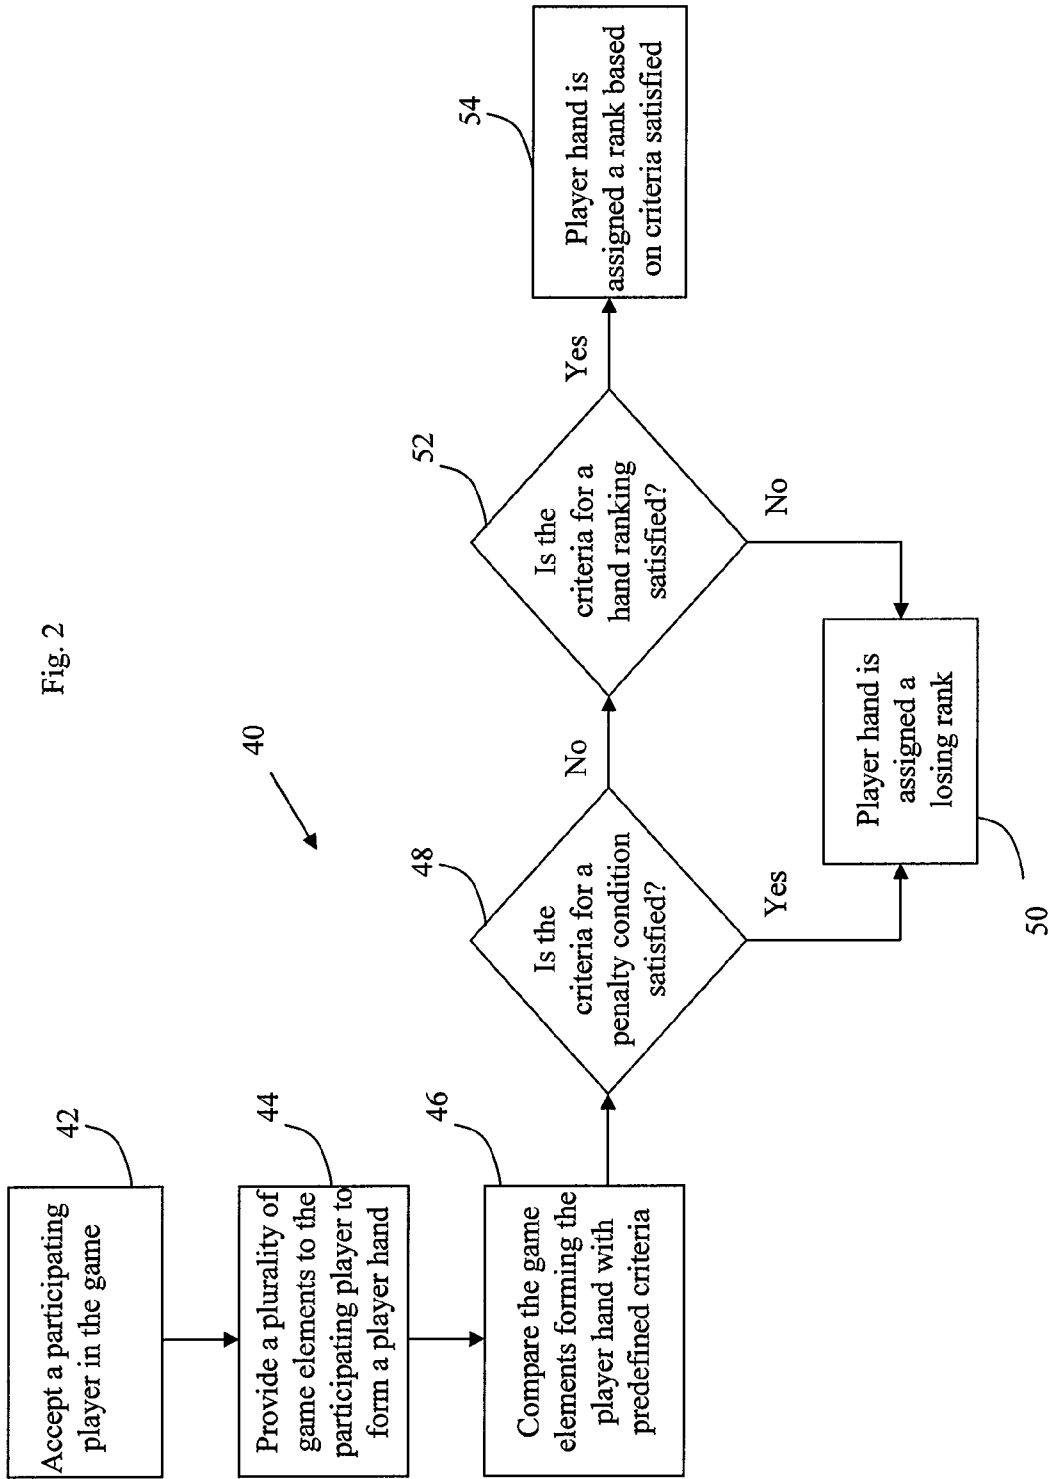 Fig. 2
40
42
Accept a participating
player in the game
44
Provide a plurality of
game elements to the
participating player to
form a player hand
46
Compare the game
elements forming the
player hand with
predefined criteria
48
Is the
criteria for a
penalty condition
satisfied?
No
Yes
50
Player hand is
assigned a
losing rank
52
Is the
criteria for a
hand ranking
satisfied?
Yes
No
54
Player hand is
assigned a rank based
on criteria satisfied